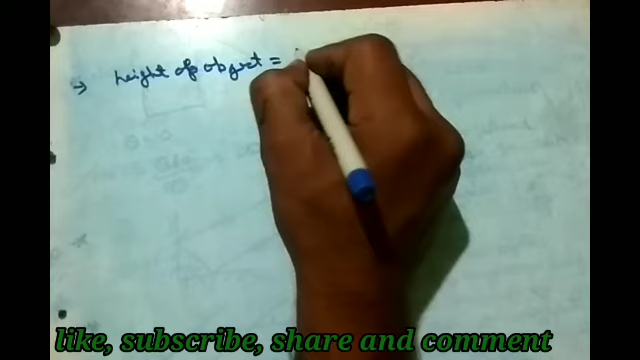 → height of object =
like, subscribe, share and comment